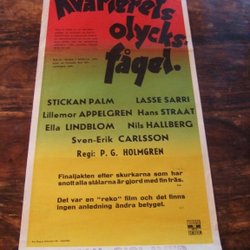 Kvarterets
olycks-
fågel.
STICKAN PALM LASSE SARRI
Lillemor APPELGREN Hans STRAAT
Ella LINDBLOM Nils HALLBERG
Sven-Erik CARLSSON
Regi: P. G. HOLMGREN
Finaljakten efter skurkarna som har
snott alla stålarna är gjord med fin fräs.
Det var en "reko" film och det finns
ingen anledning ändra betyget.